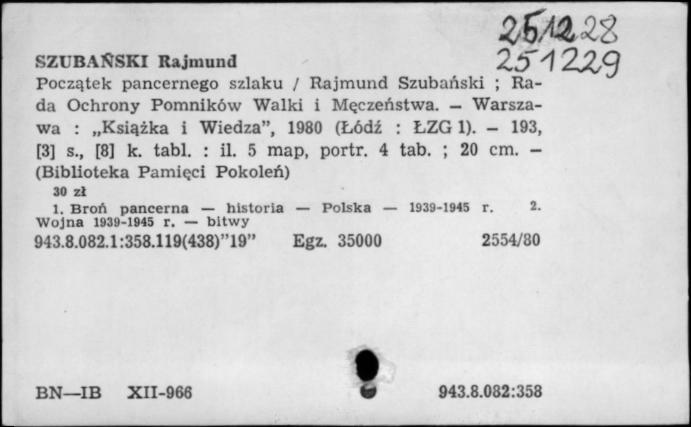 251228
251229
SZUBAŃSKI Rajmund
Początek pancernego szlaku / Rajmund Szubański ; Ra-
da Ochrony Pomników Walki i Męczeństwa. — Warsza-
wa : „Książka i Wiedza”, 1980 (Łódź : ŁZG 1). — 193,
[3] s., [8] k. tabl. : il. 5 map, portr. 4 tab. ; 20 cm. —
(Biblioteka Pamięci Pokoleń)
30 zł
1. Broń pancerna — historia — Polska — 1939-1945 r. 2.
Wojna 1939-1945 r. — bitwy
943.8.082.1:358.119(438)”19” Egz. 35000 2554/80
BN—IB XII-966 943.8.082:358